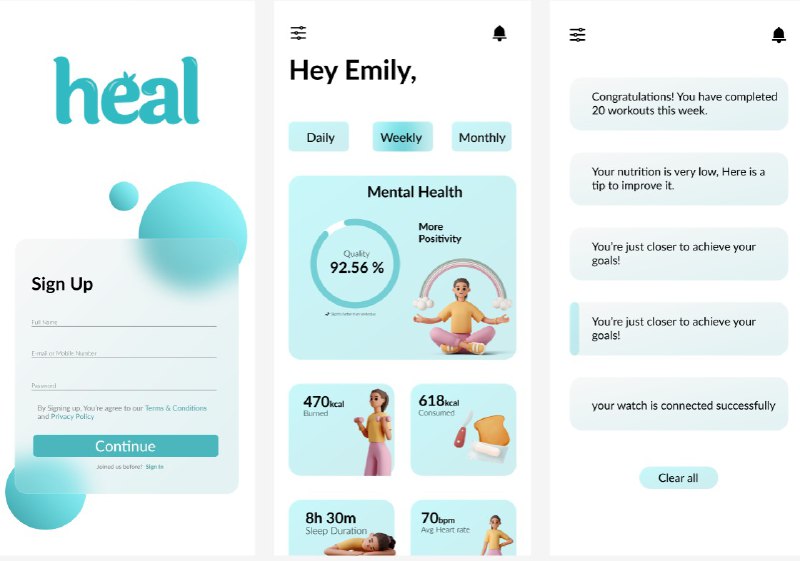 heal
Sign Up
Full Name
E-mail or Mobile Number
Password
By Signing up, You're agree to our Terms & Conditions
and Privacy Policy
Continue
Joined us before? Sign In
Hey Emily,
Daily
Weekly
Monthly
Mental Health
Quality
92.56 %
More
Positivity
470kcal
Burned
618kcal
Consumed
8h 30m
Sleep Duration
70bpm
Avg Heart rate
Congratulations! You have completed
20 workouts this week.
Your nutrition is very low, Here is a
tip to improve it.
You're just closer to achieve your
goals!
You're just closer to achieve your
goals!
your watch is connected successfully
Clear all